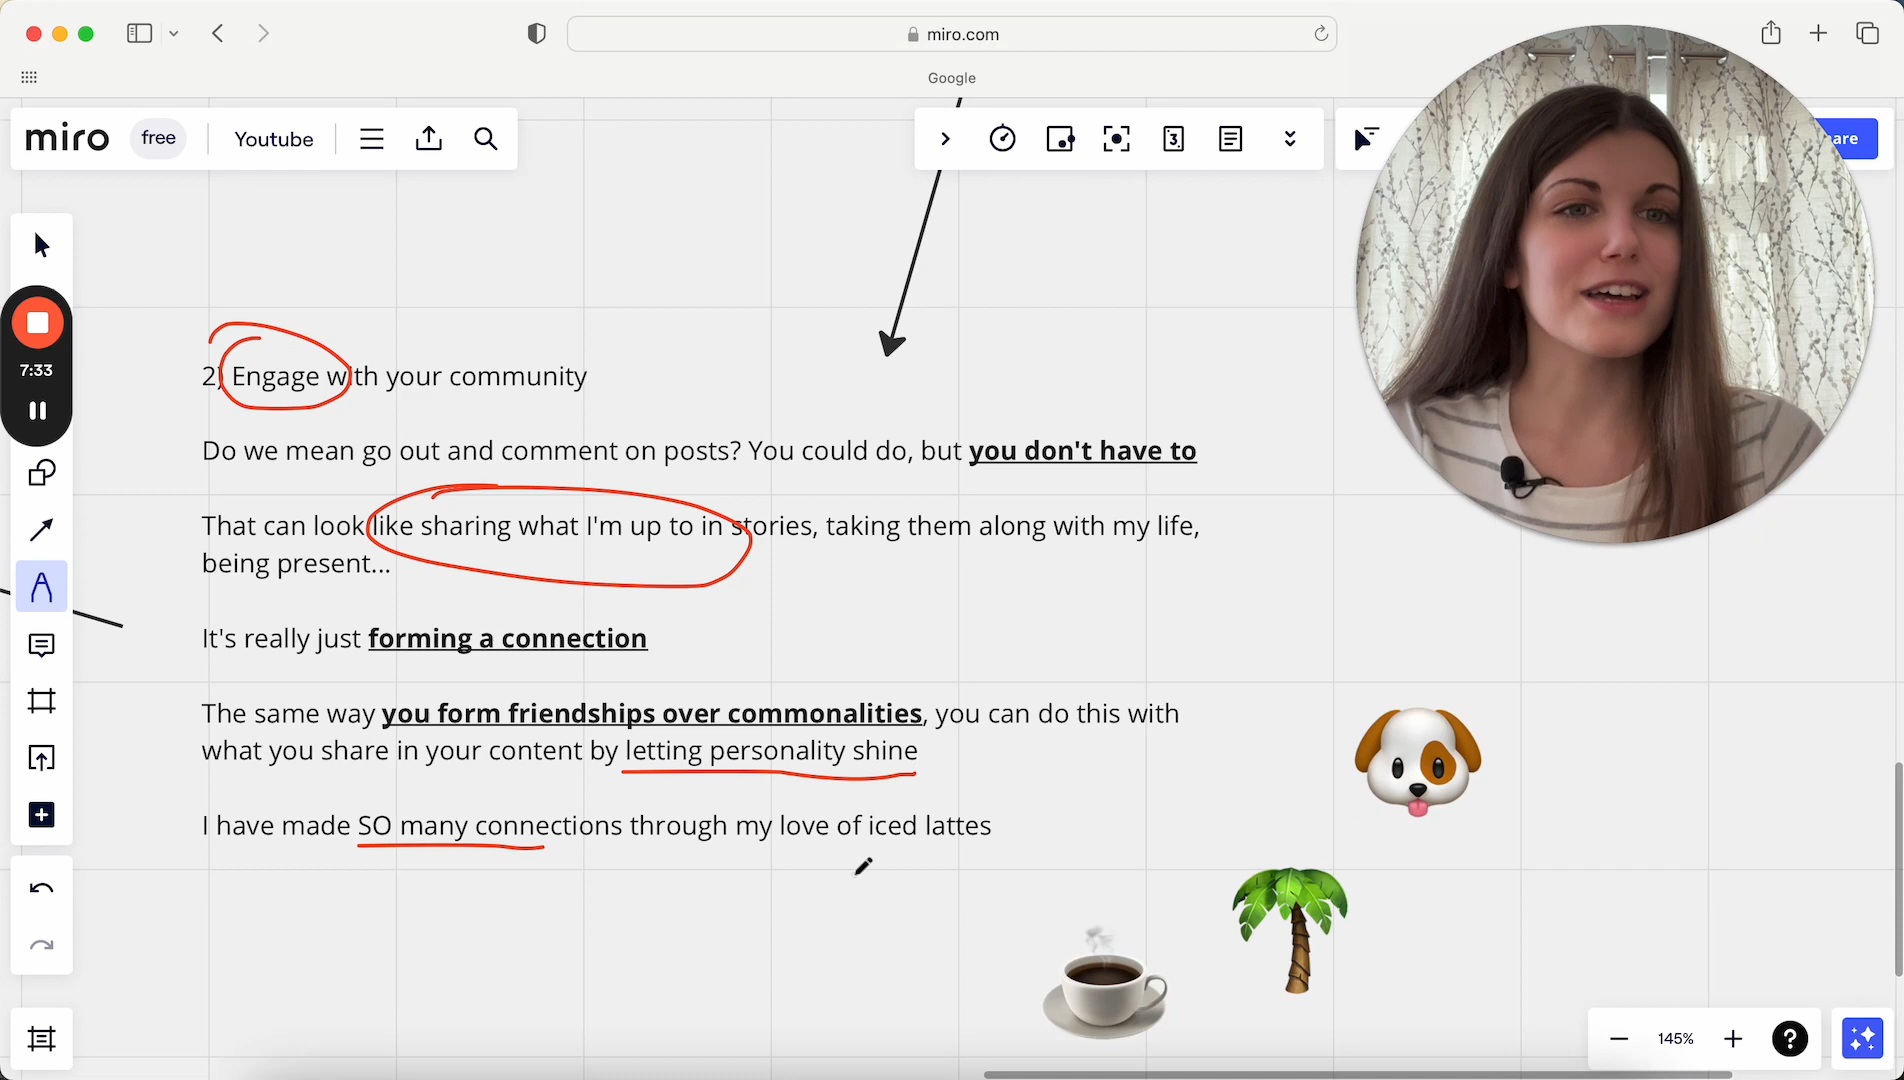 miro.com
Google
miro free Youtube
3
are
7:33
2) Engage with your community
Do we mean go out and comment on posts? You could do, but you don't have to
That can look like sharing what I'm up to in stories, taking them along with my life,
being present...
It's really just forming a connection
The same way you form friendships over commonalities, you can do this with
what you share in your content by letting personality shine
I have made SO many connections through my love of iced lattes
145%
?